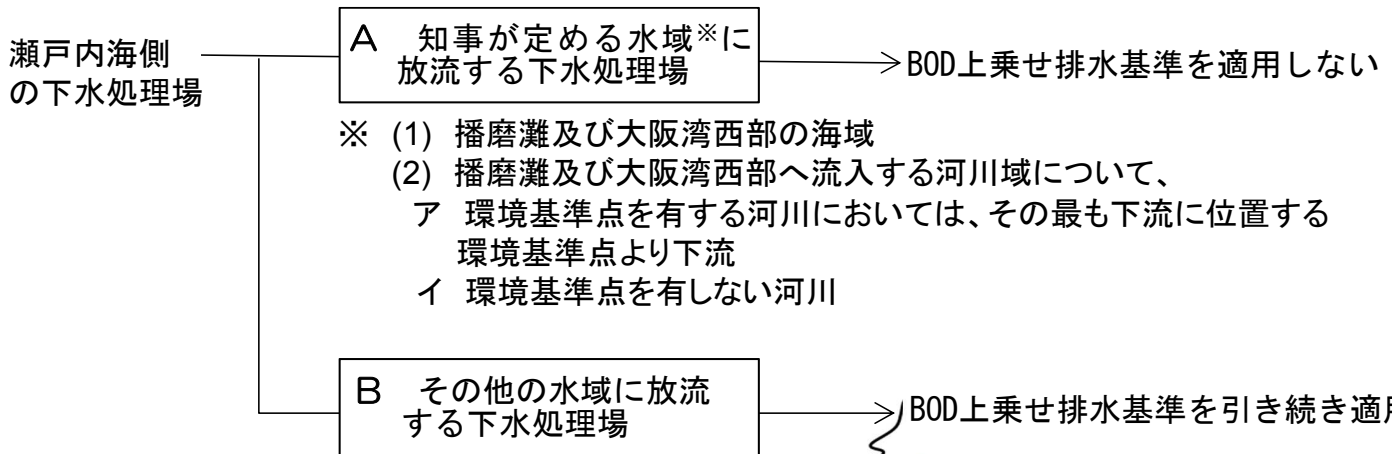 瀬戸内海側
の下水処理場
A 知事が定める水域※に
放流する下水処理場
BOD上乗せ排水基準を適用しない
※ (1) 播磨灘及び大阪湾西部の海域
(2) 播磨灘及び大阪湾西部へ流入する河川域について、
ア 環境基準点を有する河川においては、その最も下流に位置する
環境基準点より下流
イ 環境基準点を有しない河川
B その他の水域に放流
する下水処理場
BOD上乗せ排水基準を引き続き適用